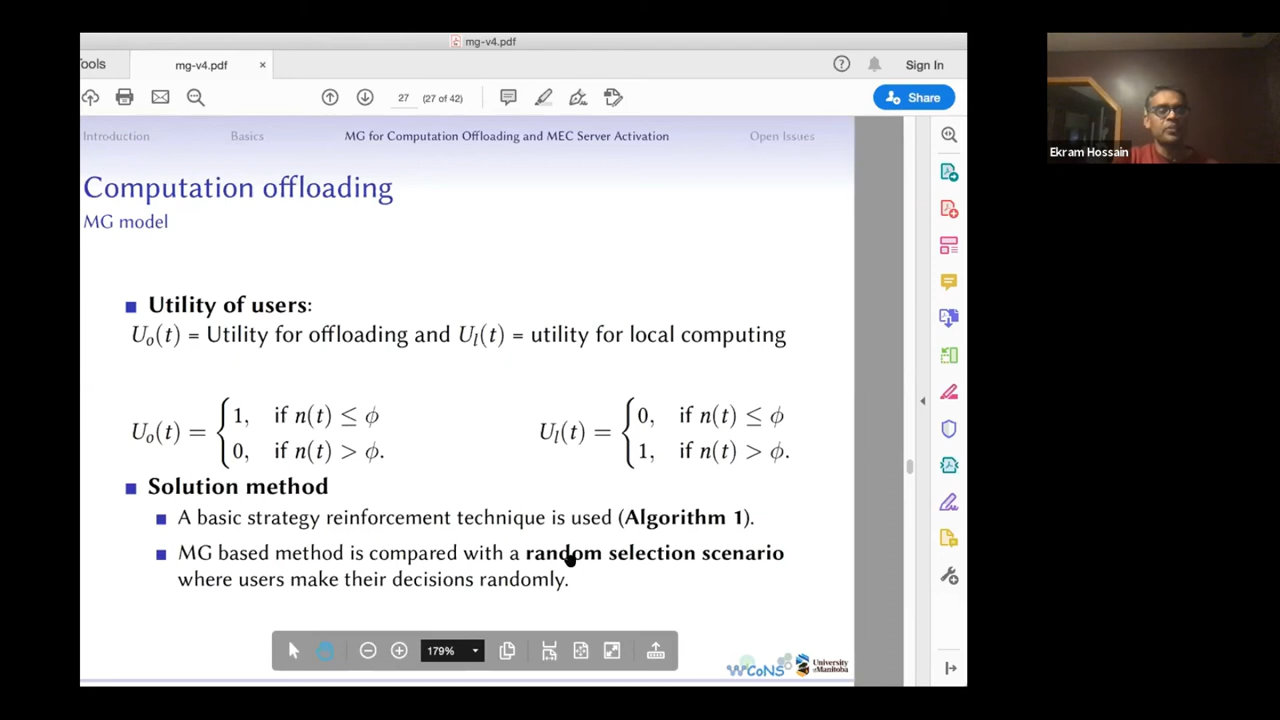 mg-v4.pdf
Tools
mg-v4.pdf
Sign In
27 (27 of 42)
Share
Introduction Basics MG for Computation Offloading and MEC Server Activation Open Issues
Computation offloading
MG model
Utility of users:
Uₒ(t) = Utility for offloading and Uₗ(t) = utility for local computing
Uₒ(t) = { 1, if n(t) ≤ ϕ
0, if n(t) > ϕ.
Uₗ(t) = { 0, if n(t) ≤ ϕ
1, if n(t) > ϕ.
Solution method
A basic strategy reinforcement technique is used (Algorithm 1).
MG based method is compared with a random selection scenario
where users make their decisions randomly.
179%
WCoNS
University
of Manitoba
Ekram Hossain